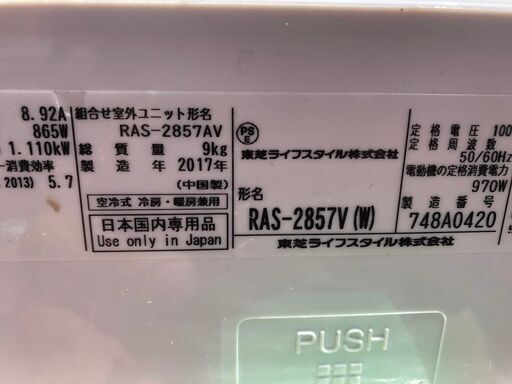 8.92A
865W
1.110kW
消費効率
2013) 5.7
組合せ室外ユニット形名
RAS-2857AV
総質量 9kg
製造年 2017年
(中国製)
空冷式 冷房・暖房兼用
日本国内専用品
Use only in Japan
PS
E
東芝ライフスタイル株式会社
形名
RAS-2857V(W)
東芝ライフスタイル株式会社
定格電圧 100
定格周波数
50/60Hz
電動機の定格消費電力
970W
製造番号
748A0420
PUSH